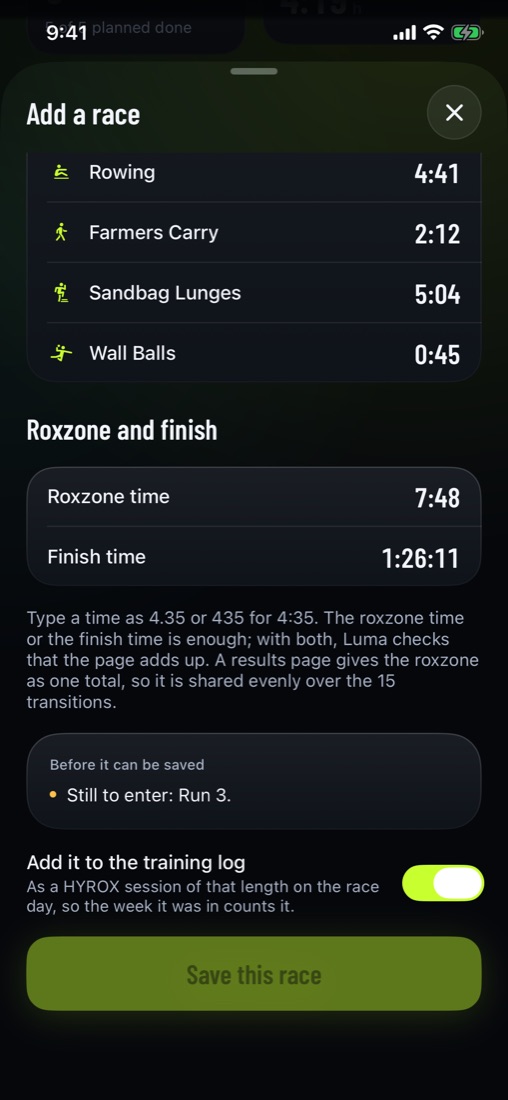 5 of 5 planned done
9:41
Add a race
Rowing 4:41
Farmers Carry 2:12
Sandbag Lunges 5:04
Wall Balls 0:45
Roxzone and finish
Roxzone time 7:48
Finish time 1:26:11
Type a time as 4.35 or 435 for 4:35. The roxzone time
or the finish time is enough; with both, Luma checks
that the page adds up. A results page gives the roxzone
as one total, so it is shared evenly over the 15
transitions.
Before it can be saved
• Still to enter: Run 3.
Add it to the training log
As a HYROX session of that length on the race
day, so the week it was in counts it.
Save this race